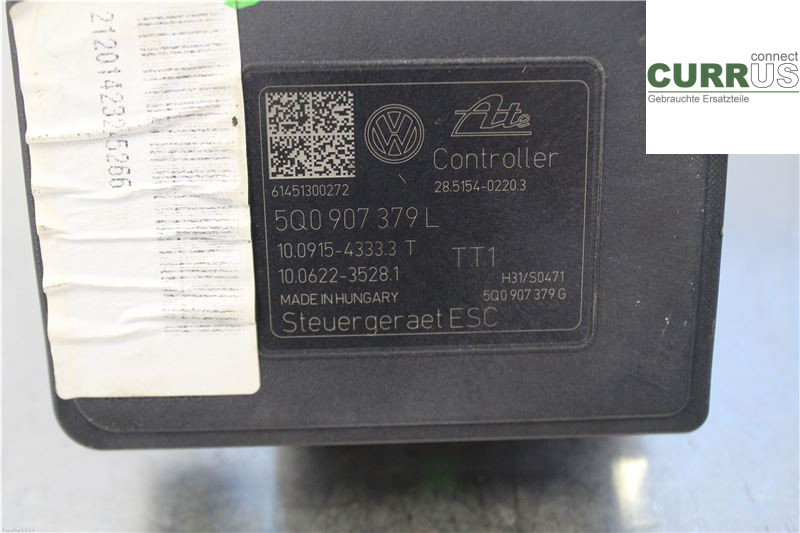 connect
CURRUS
Gebrauchte Ersatzteile
Ate
Controller
61451300272
28.5154-0220.3
5Q0 907 379 L
10.0915-4333.3 T
TT1
10.0622-3528.1
H31/S0471
MADE IN HUNGARY
5Q0 907 379 G
Steuergeraet ESC